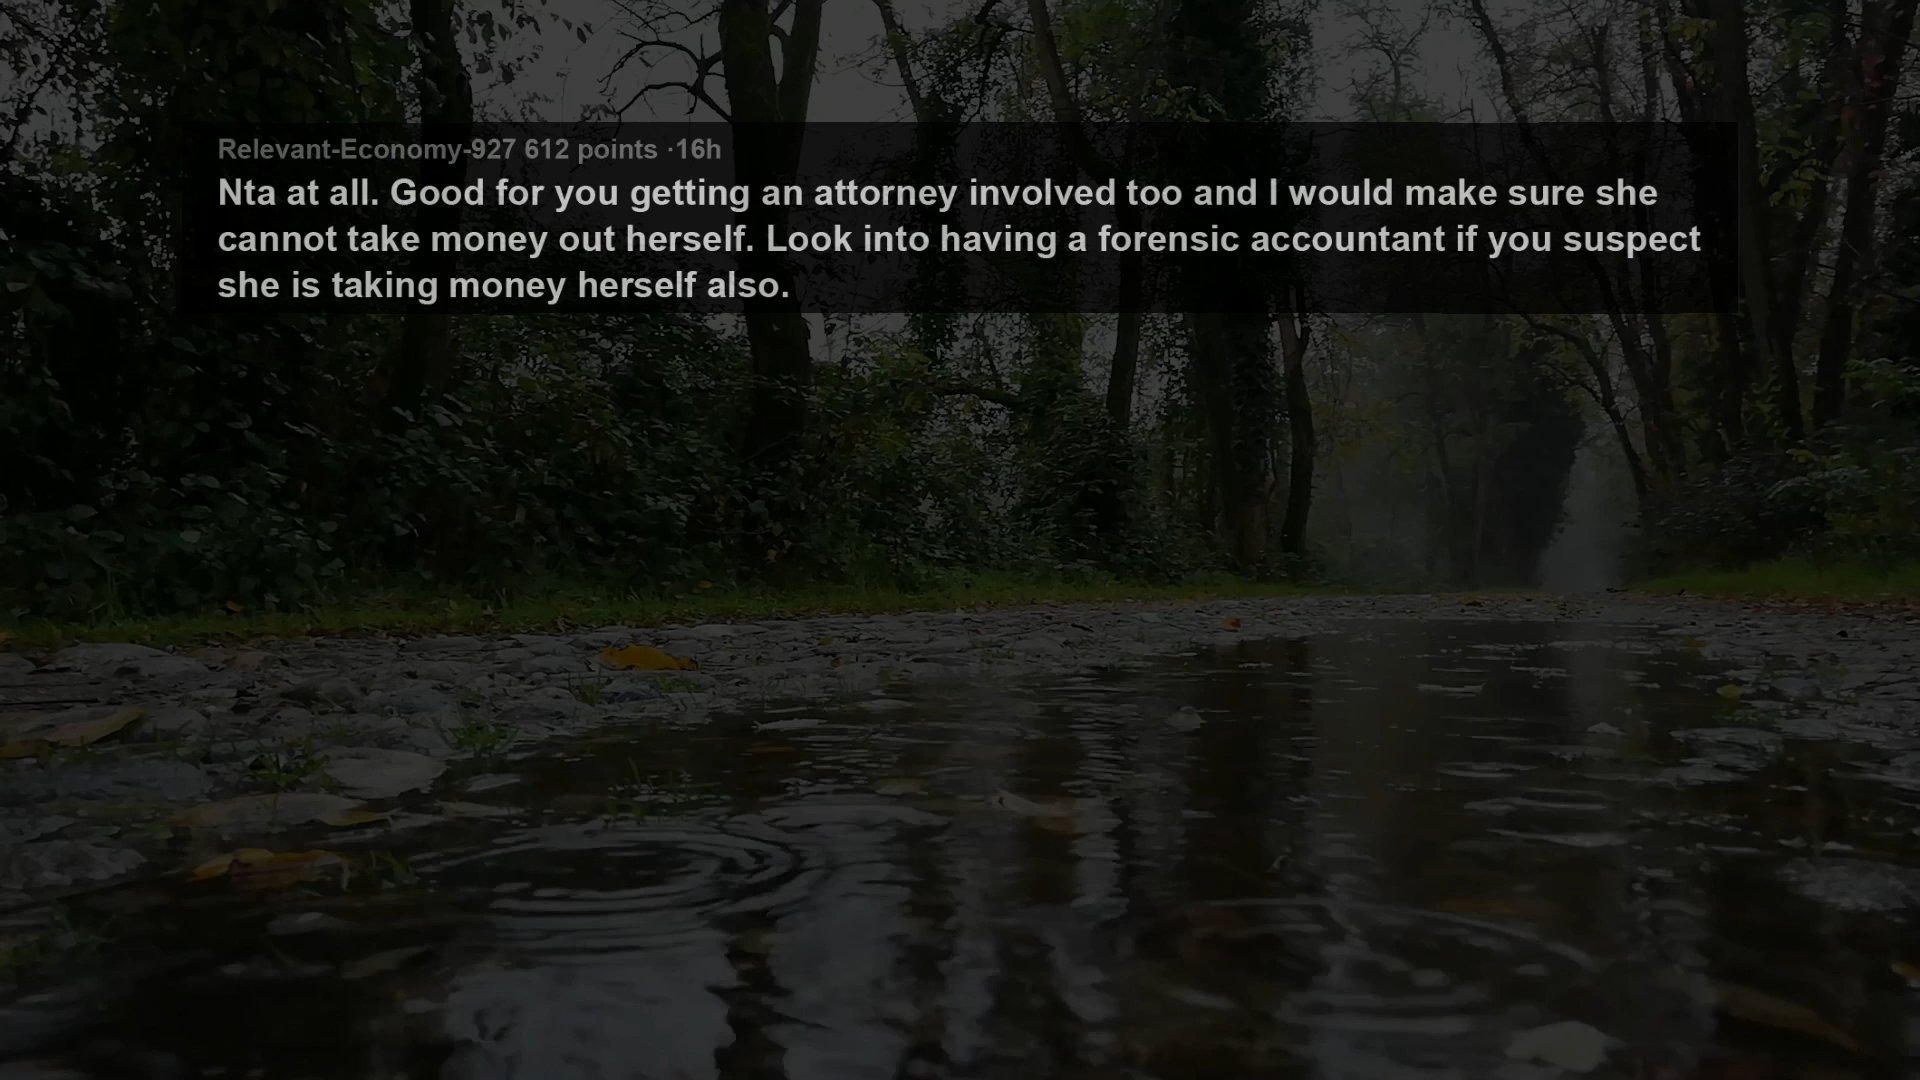 Relevant-Economy-927 612 points ·16h
Nta at all. Good for you getting an attorney involved too and I would make sure she
cannot take money out herself. Look into having a forensic accountant if you suspect
she is taking money herself also.